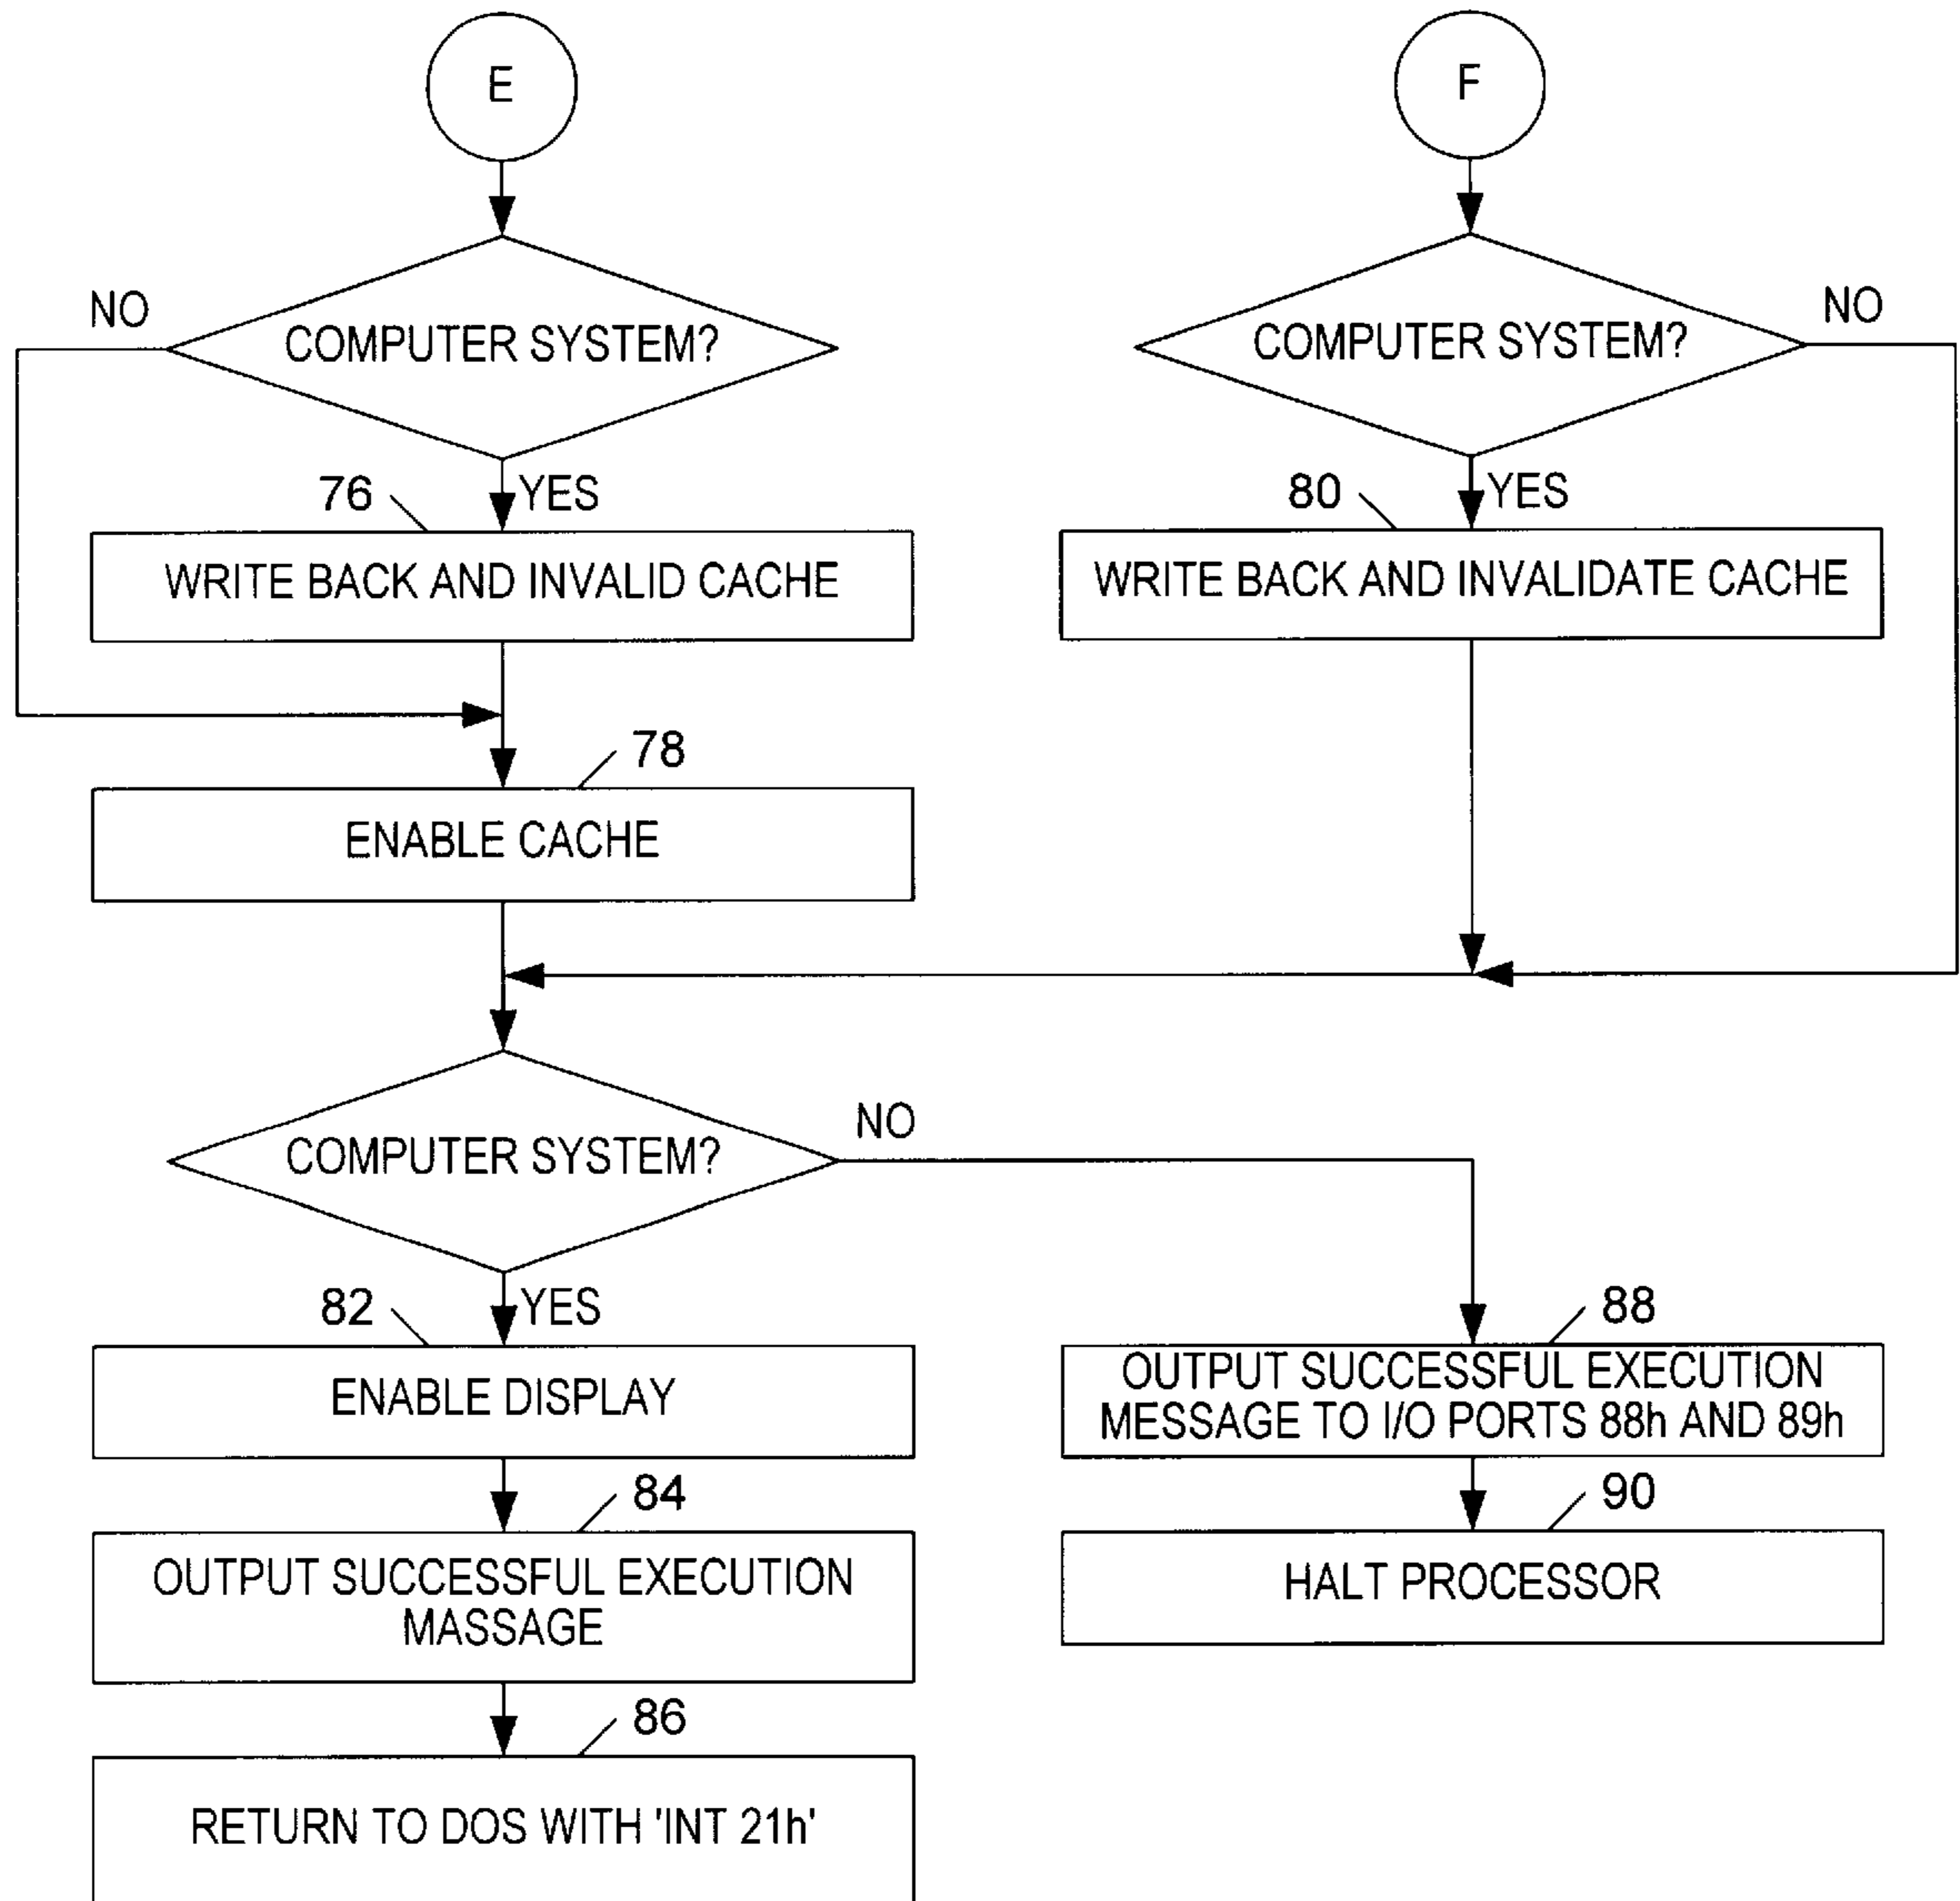 E
F
COMPUTER SYSTEM?
NO
COMPUTER SYSTEM?
NO
76
YES
80
YES
WRITE BACK AND INVALID CACHE
WRITE BACK AND INVALIDATE CACHE
78
ENABLE CACHE
COMPUTER SYSTEM?
NO
82
YES
88
ENABLE DISPLAY
OUTPUT SUCCESSFUL EXECUTION
MESSAGE TO I/O PORTS 88h AND 89h
84
90
OUTPUT SUCCESSFUL EXECUTION
MASSAGE
HALT PROCESSOR
86
RETURN TO DOS WITH 'INT 21h'